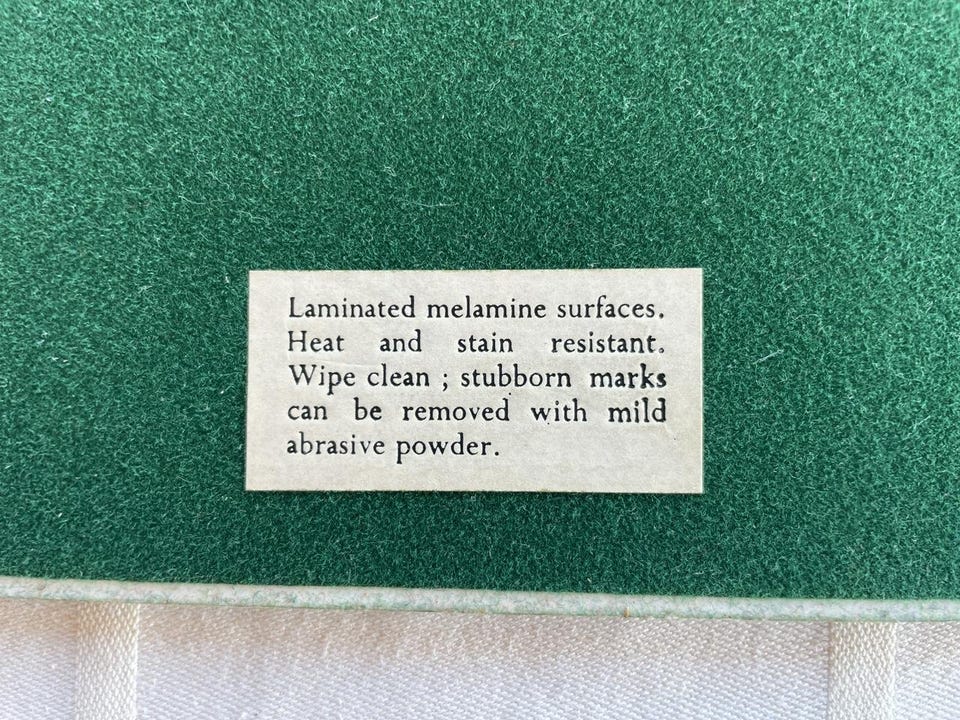 Laminated melamine surfaces.
Heat and stain resistant.
Wipe clean ; stubborn marks
can be removed with mild
abrasive powder.